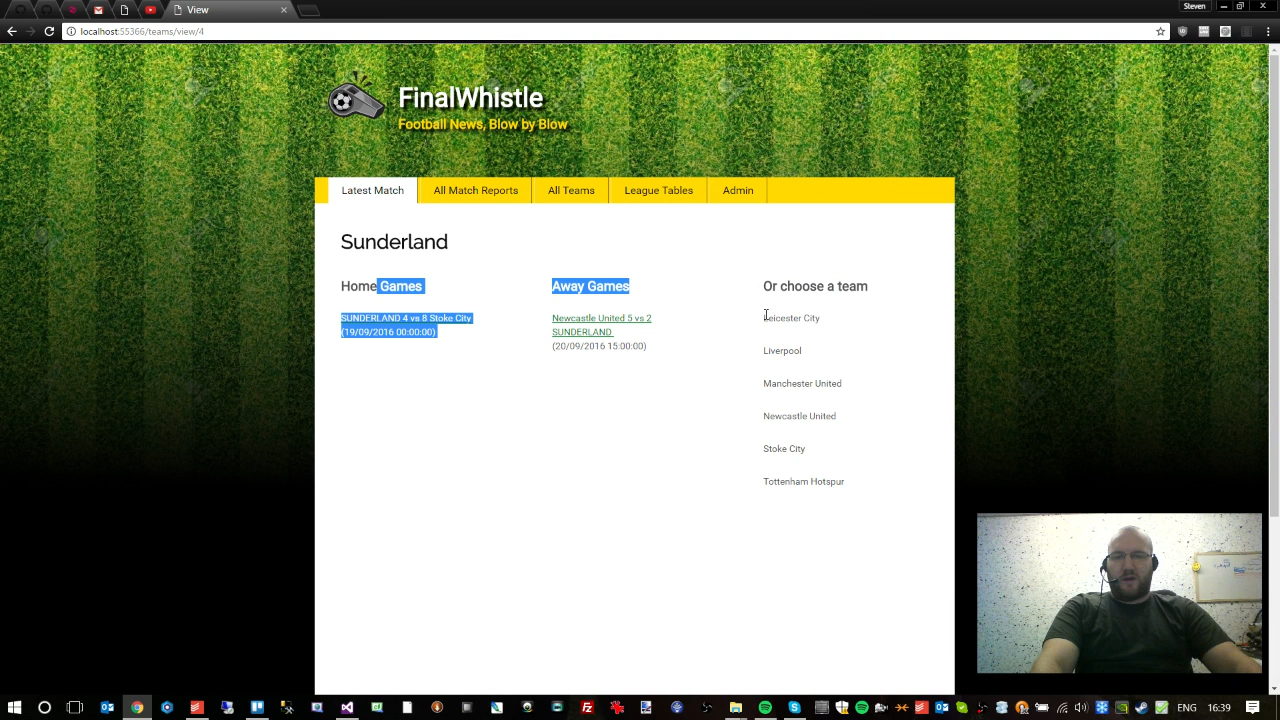 View
Steven
localhost:55366/teams/view/4
FinalWhistle
Football News, Blow by Blow
Latest Match
All Match Reports
All Teams
League Tables
Admin
Sunderland
Home Games
SUNDERLAND 4 vs 8 Stoke City
(19/09/2016 00:00:00)
Away Games
Newcastle United 5 vs 2
SUNDERLAND
(20/09/2016 15:00:00)
Or choose a team
Leicester City
Liverpool
Manchester United
Newcastle United
Stoke City
Tottenham Hotspur
ENG
16:39